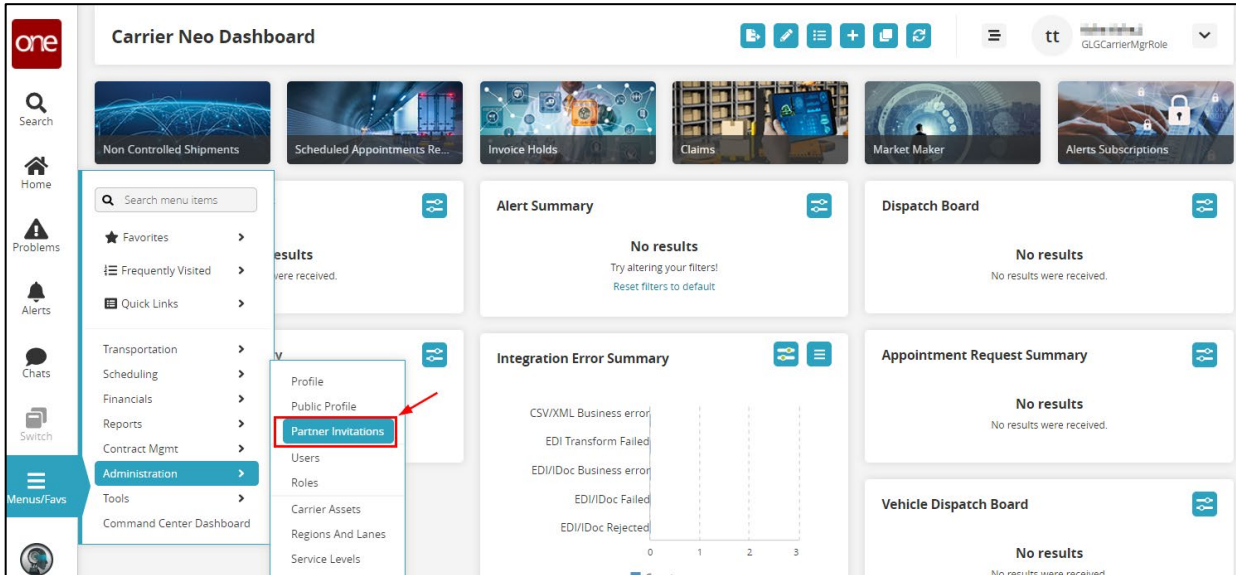 one
Carrier Neo Dashboard
tt
GLGCarrierMgrRole
Search
Home
Problems
Alerts
Chats
Switch
Menus/Favs
Non Controlled Shipments
Scheduled Appointments Re...
Invoice Holds
Claims
Market Maker
Alerts Subscriptions
Search menu items
Favorites
Frequently Visited
Quick Links
Transportation
Scheduling
Financials
Reports
Contract Mgmt
Administration
Tools
Command Center Dashboard
Profile
Public Profile
Partner Invitations
Users
Roles
Carrier Assets
Regions And Lanes
Service Levels
esults
were received.
y
Alert Summary
No results
Try altering your filters!
Reset filters to default
Dispatch Board
No results
No results were received.
Integration Error Summary
CSV/XML Business error
EDI Transform Failed
EDI/IDoc Business error
EDI/IDoc Failed
EDI/IDoc Rejected
0 1 2 3
Appointment Request Summary
No results
No results were received.
Vehicle Dispatch Board
No results
No results were received.